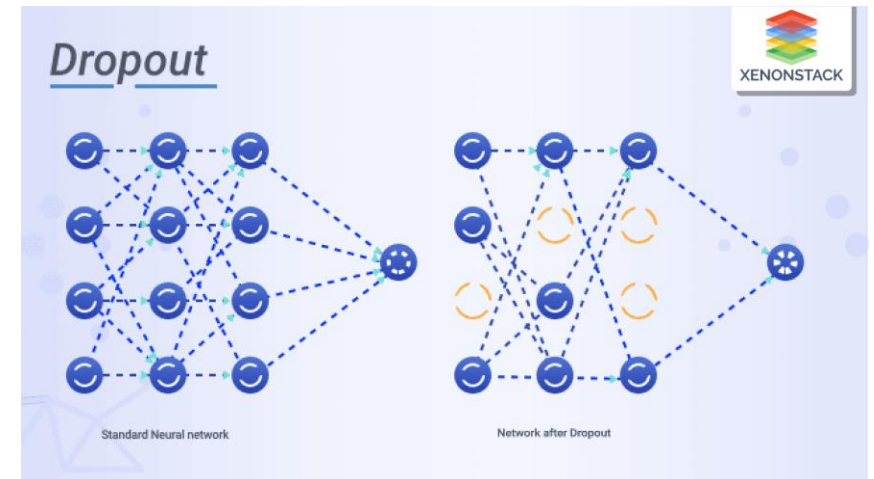 Dropout
XENONSTACK
Standard Neural network
Network after Dropout